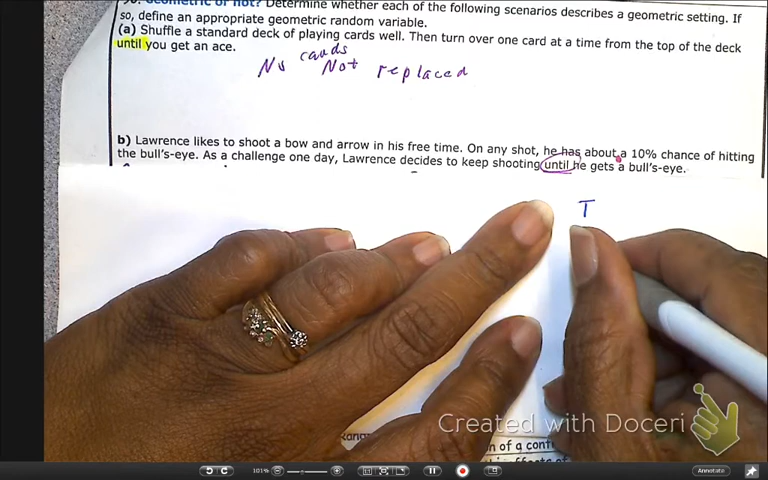 Geometric or not? Determine whether each of the following scenarios describes a geometric setting. If
so, define an appropriate geometric random variable.
(a) Shuffle a standard deck of playing cards well. Then turn over one card at a time from the top of the deck
until you get an ace.
cards
No Not replaced
b) Lawrence likes to shoot a bow and arrow in his free time. On any shot, he has about a 10% chance of hitting
the bull's-eye. As a challenge one day, Lawrence decides to keep shooting until he gets a bull's-eye.
T
Created with Doceri
of a cont
101%
Annotate